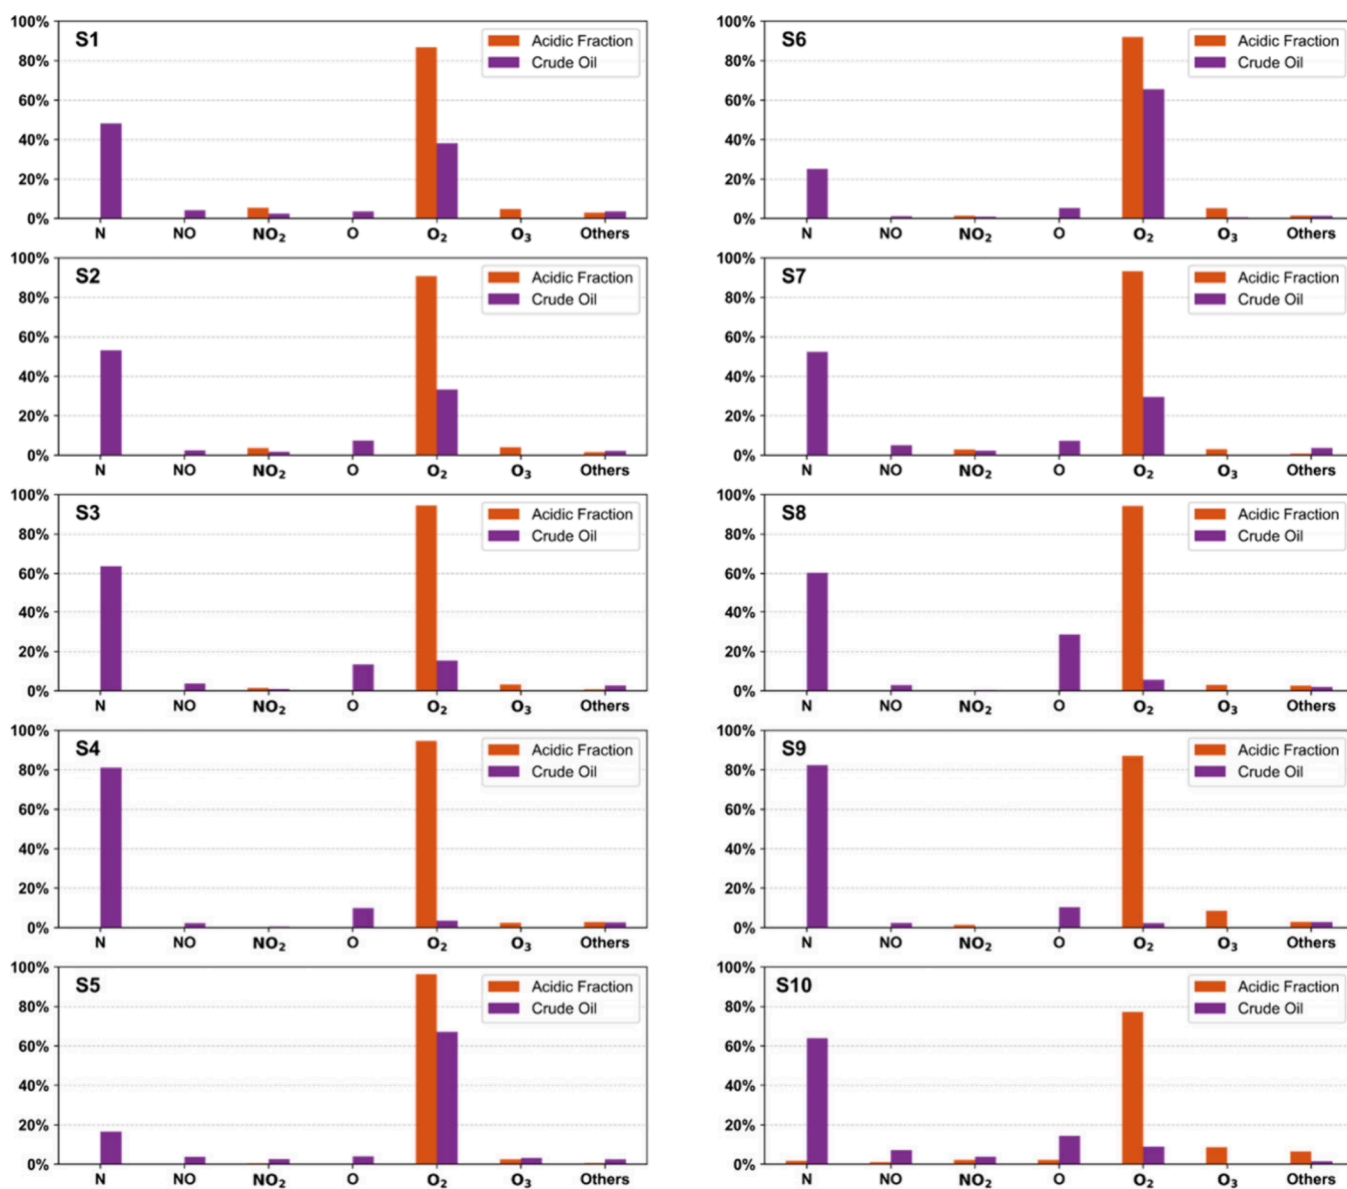 100%
S1
Acidic Fraction
80%
Crude Oil
60%
40%
20%
0%
N NO NO₂ O O₂ O₃ Others
100%
S2
Acidic Fraction
80%
Crude Oil
60%
40%
20%
0%
N NO NO₂ O O₂ O₃ Others
100%
S3
Acidic Fraction
80%
Crude Oil
60%
40%
20%
0%
N NO NO₂ O O₂ O₃ Others
100%
S4
Acidic Fraction
80%
Crude Oil
60%
40%
20%
0%
N NO NO₂ O O₂ O₃ Others
100%
S5
Acidic Fraction
80%
Crude Oil
60%
40%
20%
0%
N NO NO₂ O O₂ O₃ Others
100%
S6
Acidic Fraction
80%
Crude Oil
60%
40%
20%
0%
N NO NO₂ O O₂ O₃ Others
100%
S7
Acidic Fraction
80%
Crude Oil
60%
40%
20%
0%
N NO NO₂ O O₂ O₃ Others
100%
S8
Acidic Fraction
80%
Crude Oil
60%
40%
20%
0%
N NO NO₂ O O₂ O₃ Others
100%
S9
Acidic Fraction
80%
Crude Oil
60%
40%
20%
0%
N NO NO₂ O O₂ O₃ Others
100%
S10
Acidic Fraction
80%
Crude Oil
60%
40%
20%
0%
N NO NO₂ O O₂ O₃ Others